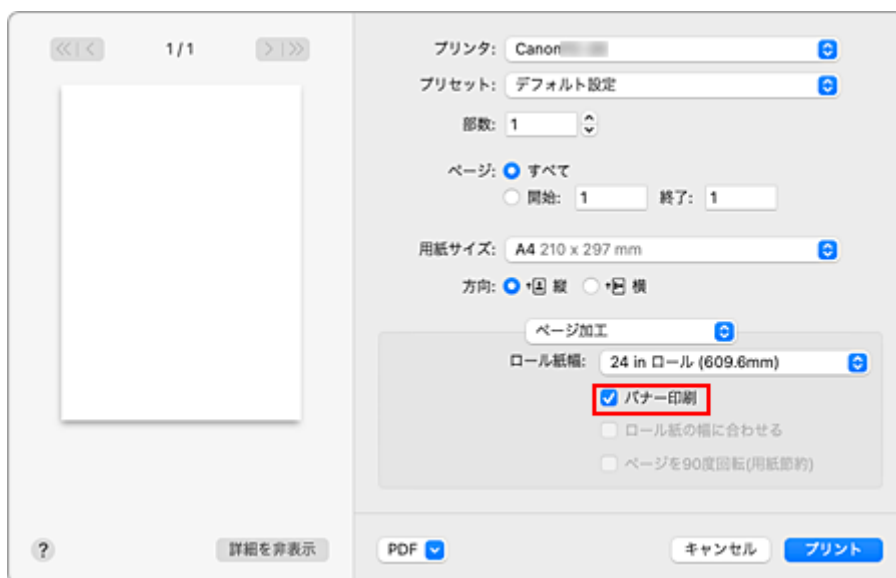 1 / 1
プリンタ: Canon
プリセット: デフォルト設定
部数: 1
ページ: すべて
開始: 1 終了: 1
用紙サイズ: A4 210 x 297 mm
方向: 縦 横
ページ加工
ロール紙幅: 24 in ロール (609.6mm)
バナー印刷
ロール紙の幅に合わせる
ページを90度回転(用紙節約)
? 詳細を非表示 PDF キャンセル プリント